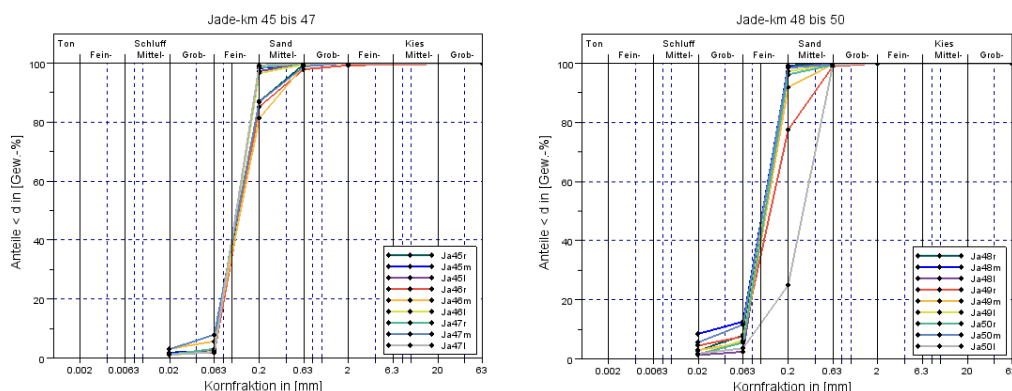 Jade-km 45 bis 47
Ton Schluff Sand Kies
Fein- Mittel- Grob- Fein- Mittel- Grob- Fein- Mittel- Grob-
100
80
60
40
20
0
Anteile < d in [Gew.-%]
Ja45r
Ja45m
Ja45l
Ja46r
Ja46m
Ja46l
Ja47r
Ja47m
Ja47l
0.002 0.0063 0.02 0.063 0.2 0.63 2 6.3 20 63
Kornfraktion in [mm]
Jade-km 48 bis 50
Ton Schluff Sand Kies
Fein- Mittel- Grob- Fein- Mittel- Grob- Fein- Mittel- Grob-
100
80
60
40
20
0
Anteile < d in [Gew.-%]
Ja48r
Ja48m
Ja48l
Ja49r
Ja49m
Ja49l
Ja50r
Ja50m
Ja50l
0.002 0.0063 0.02 0.063 0.2 0.63 2 6.3 20 63
Kornfraktion in [mm]